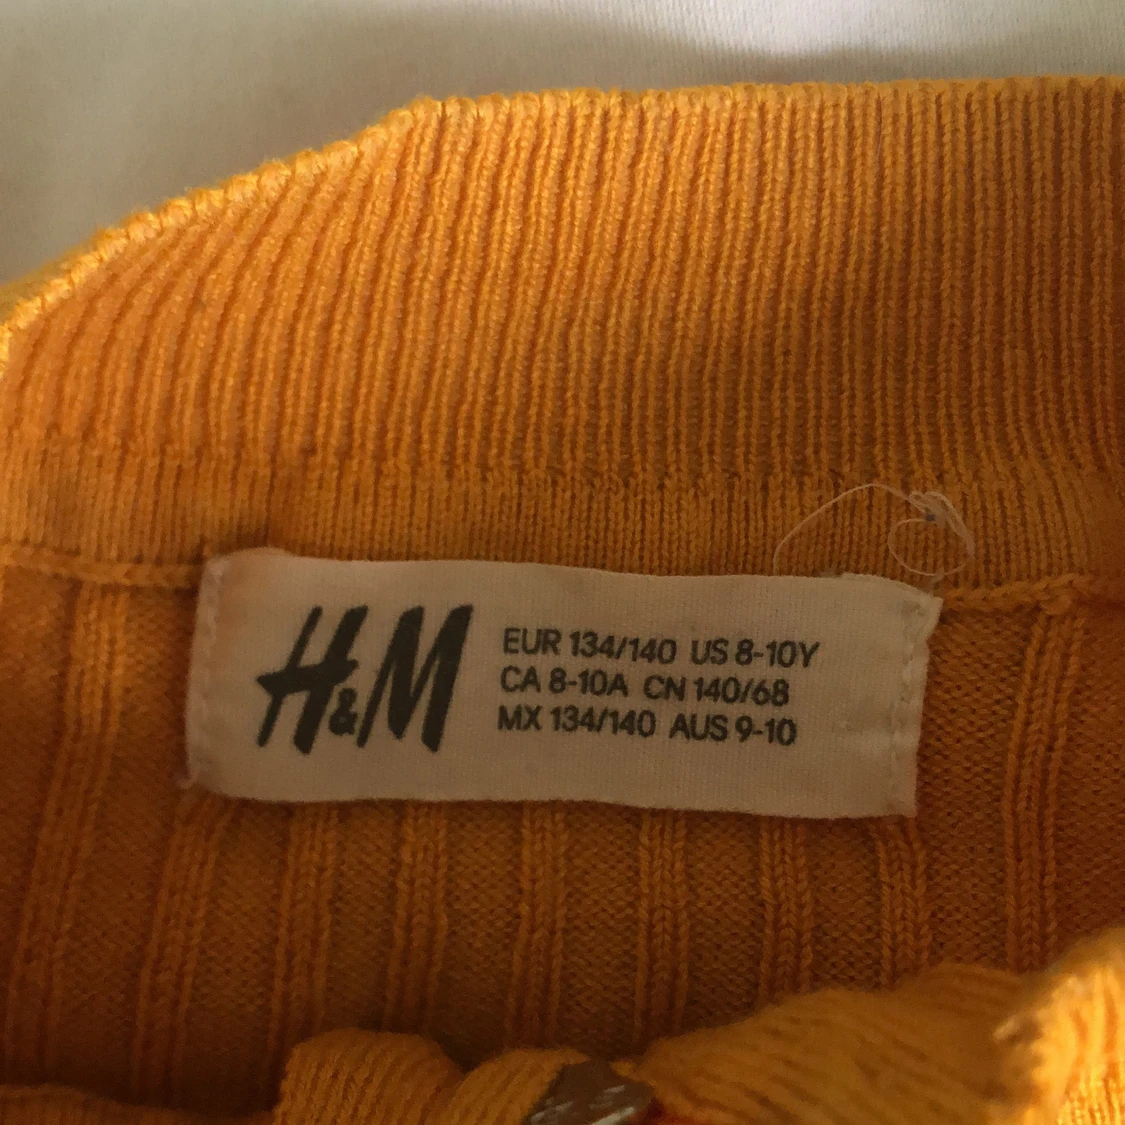 H&M
EUR 134/140 US 8-10Y
CA 8-10A CN 140/68
MX 134/140 AUS 9-10